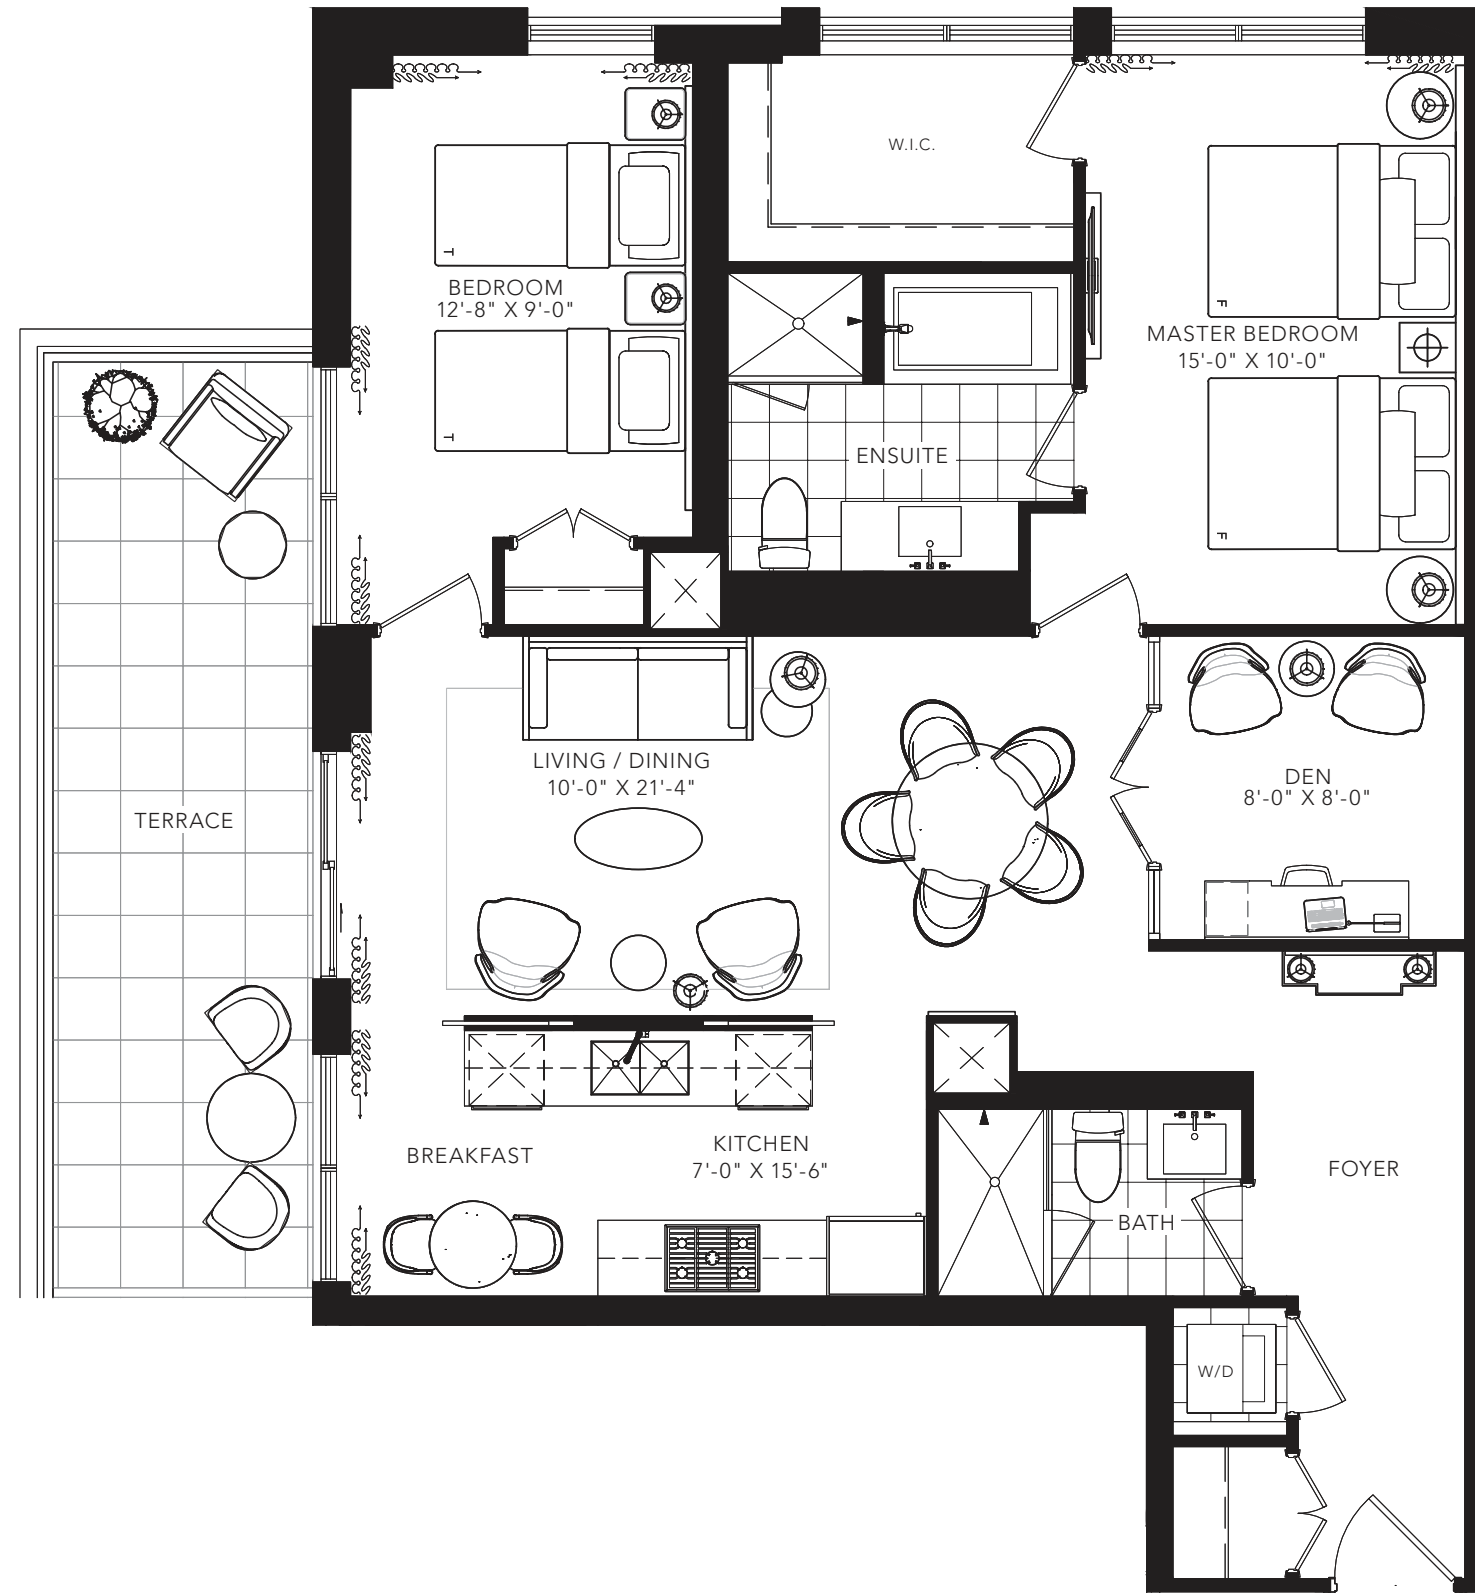 W.I.C.
T
F
BEDROOM
12'-8" X 9'-0"
MASTER BEDROOM
15'-0" X 10'-0"
T
ENSUITE
F
LIVING / DINING
10'-0" X 21'-4"
DEN
8'-0" X 8'-0"
TERRACE
KITCHEN
7'-0" X 15'-6"
BREAKFAST
FOYER
BATH
W/D